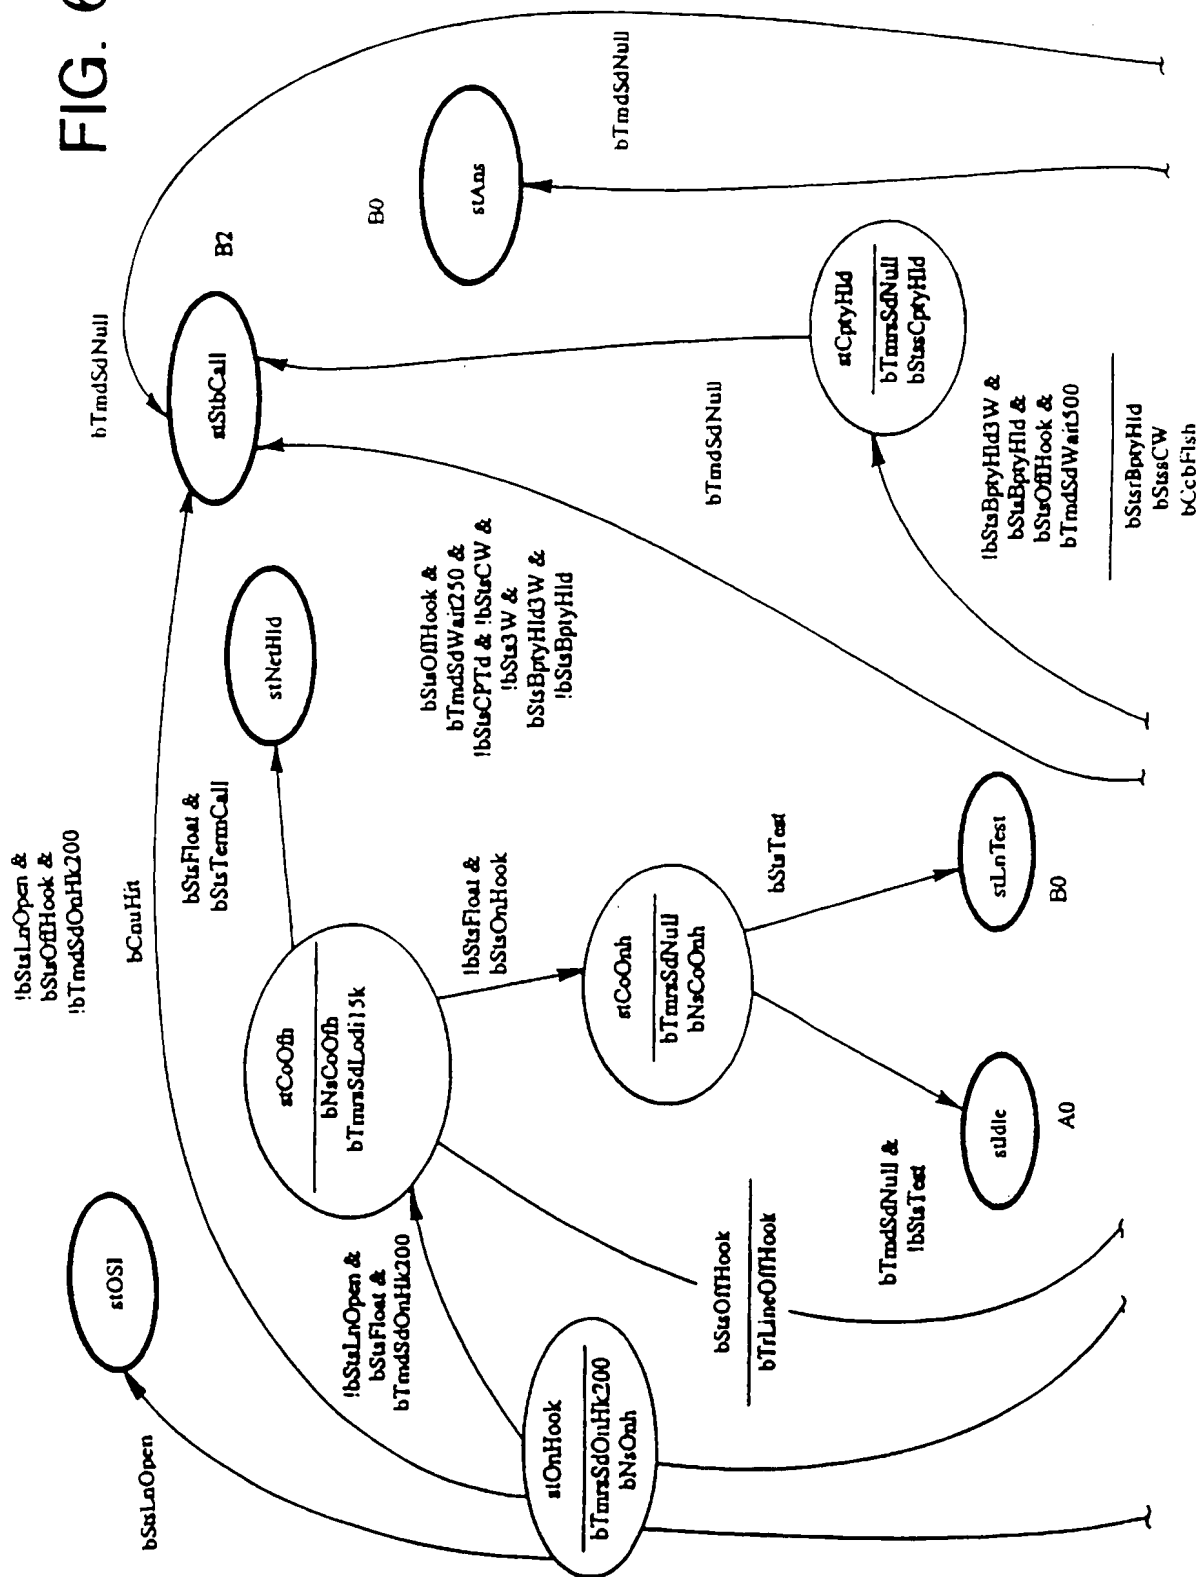 FIG. 6
bStsLnOpen
stOSI
!bStsLnOpen &
bStsOffHook &
!bTmdSdOnHk200
bCnuHit
bTmdSdNull
stStbCall
B2
B0
stAns
bTmdSdNull
stOnHook
bTmrsSdOnHk200
bNsOnh
!bStsLnOpen &
bStsFloat &
bTmdSdOnHk200
stCoOfh
bNsCoOfh
bTmrsSdLodi15k
bStsFloat &
bStsTermCall
stNetHld
bStsOffHook &
bTmdSdWait250 &
!bStsCPTd & !bStsCW &
!bSts3W &
bStsBptyHld3W &
!bStsBptyHld
!bStsFloat &
bStsOnHook
stCoOnh
bTmrsSdNull
bNsCoOnh
bStsTest
bStsOffHook
bTrLineOffHook
bTmdSdNull &
!bStsTest
stIdle
A0
stLnTest
B0
bTmdSdNull
stCptyHld
bTmrsSdNull
bStssCptyHld
!bStsBptyHld3W &
bStsBptyHld &
bStsOffHook &
bTmdSdWait500
bStsrBptyHld
bStssCW
bCcbFlsh